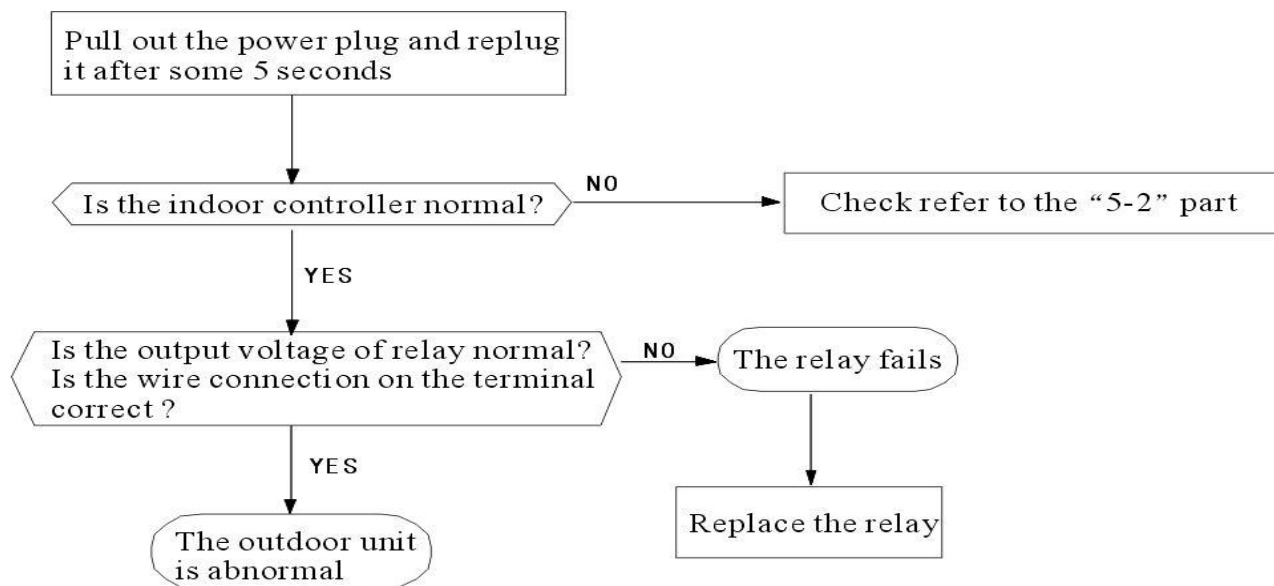 Pull out the power plug and replug
it after some 5 seconds
Is the indoor controller normal?
NO
Check refer to the “5-2” part
YES
Is the output voltage of relay normal?
Is the wire connection on the terminal
correct ?
NO
The relay fails
YES
Replace the relay
The outdoor unit
is abnormal